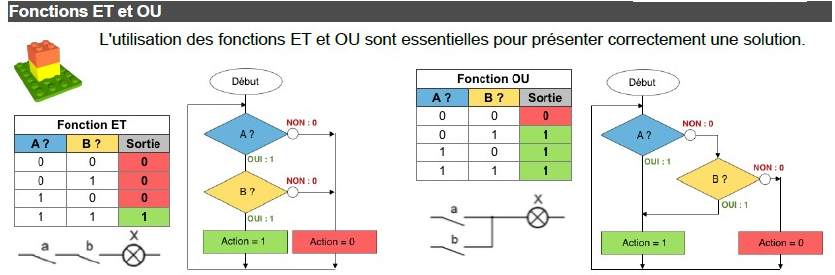 Fonctions ET et OU
L'utilisation des fonctions ET et OU sont essentielles pour présenter correctement une solution.
Fonction ET
A ? B ? Sortie
0 0 0
0 1 0
1 0 0
1 1 1
a b X
Début
A ?
NON : 0
OUI : 1
B ?
NON : 0
OUI : 1
Action = 1
Action = 0
Fonction OU
A ? B ? Sortie
0 0 0
0 1 1
1 0 1
1 1 1
a
b
X
Début
A ?
NON : 0
OUI : 1
B ?
NON : 0
OUI : 1
Action = 1
Action = 0